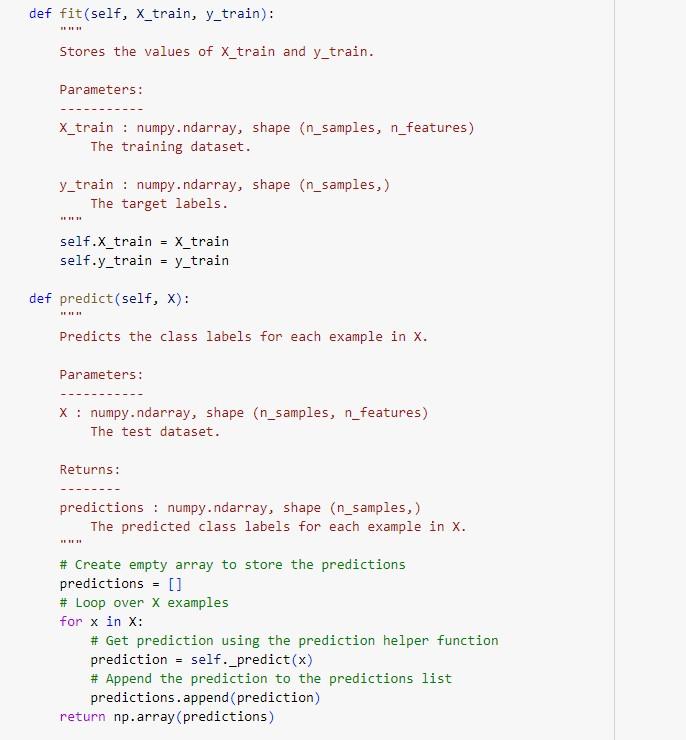 def fit(self, X_train, y_train):
    """
    Stores the values of X_train and y_train.

    Parameters:
    -----------
    X_train : numpy.ndarray, shape (n_samples, n_features)
        The training dataset.

    y_train : numpy.ndarray, shape (n_samples,)
        The target labels.
    """
    self.X_train = X_train
    self.y_train = y_train

def predict(self, X):
    """
    Predicts the class labels for each example in X.

    Parameters:
    -----------
    X : numpy.ndarray, shape (n_samples, n_features)
        The test dataset.

    Returns:
    --------
    predictions : numpy.ndarray, shape (n_samples,)
        The predicted class labels for each example in X.
    """
    # Create empty array to store the predictions
    predictions = []
    # Loop over X examples
    for x in X:
        # Get prediction using the prediction helper function
        prediction = self._predict(x)
        # Append the prediction to the predictions list
        predictions.append(prediction)
    return np.array(predictions)